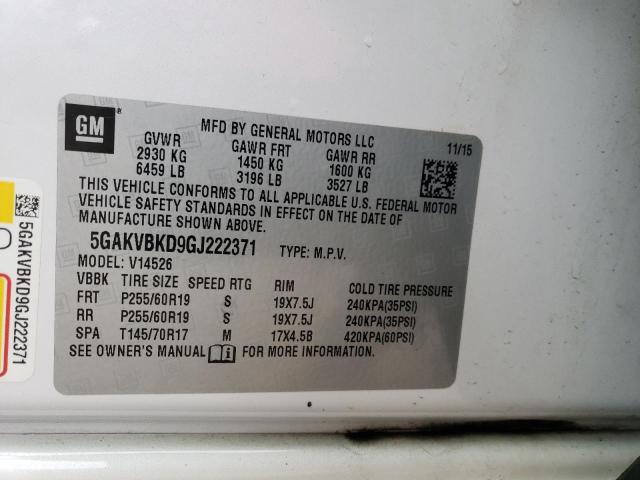 GM
MFD BY GENERAL MOTORS LLC
11/15
GVWR GAWR FRT GAWR RR
2930 KG 1450 KG 1600 KG
6459 LB 3196 LB 3527 LB
THIS VEHICLE CONFORMS TO ALL APPLICABLE U.S. FEDERAL MOTOR
VEHICLE SAFETY STANDARDS IN EFFECT ON THE DATE OF
MANUFACTURE SHOWN ABOVE.
5GAKVBKD9GJ222371 TYPE: M.P.V.
MODEL: V14526
VBBK TIRE SIZE SPEED RTG RIM COLD TIRE PRESSURE
FRT P255/60R19 S 19X7.5J 240KPA(35PSI)
RR P255/60R19 S 19X7.5J 240KPA(35PSI)
SPA T145/70R17 M 17X4.5B 420KPA(60PSI)
SEE OWNER'S MANUAL FOR MORE INFORMATION.
5GAKVBKD9GJ222371